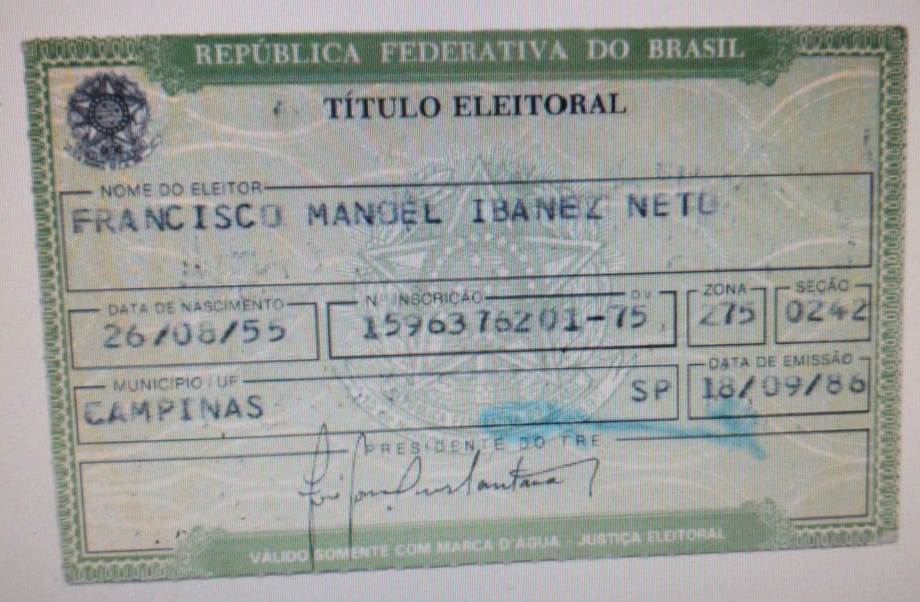 REPÚBLICA FEDERATIVA DO BRASIL
TÍTULO ELEITORAL
NOME DO ELEITOR
FRANCISCO MANOEL IBANEZ NETO
DATA DE NASCIMENTO
26/08/55
Nº INSCRIÇÃO DV
1596376201-75
ZONA
275
SEÇÃO
0242
MUNICIPIO / UF
CAMPINAS SP
DATA DE EMISSÃO
18/09/86
PRESIDENTE DO TRE
VÁLIDO SOMENTE COM MARCA D'AGUA - JUSTIÇA ELEITORAL